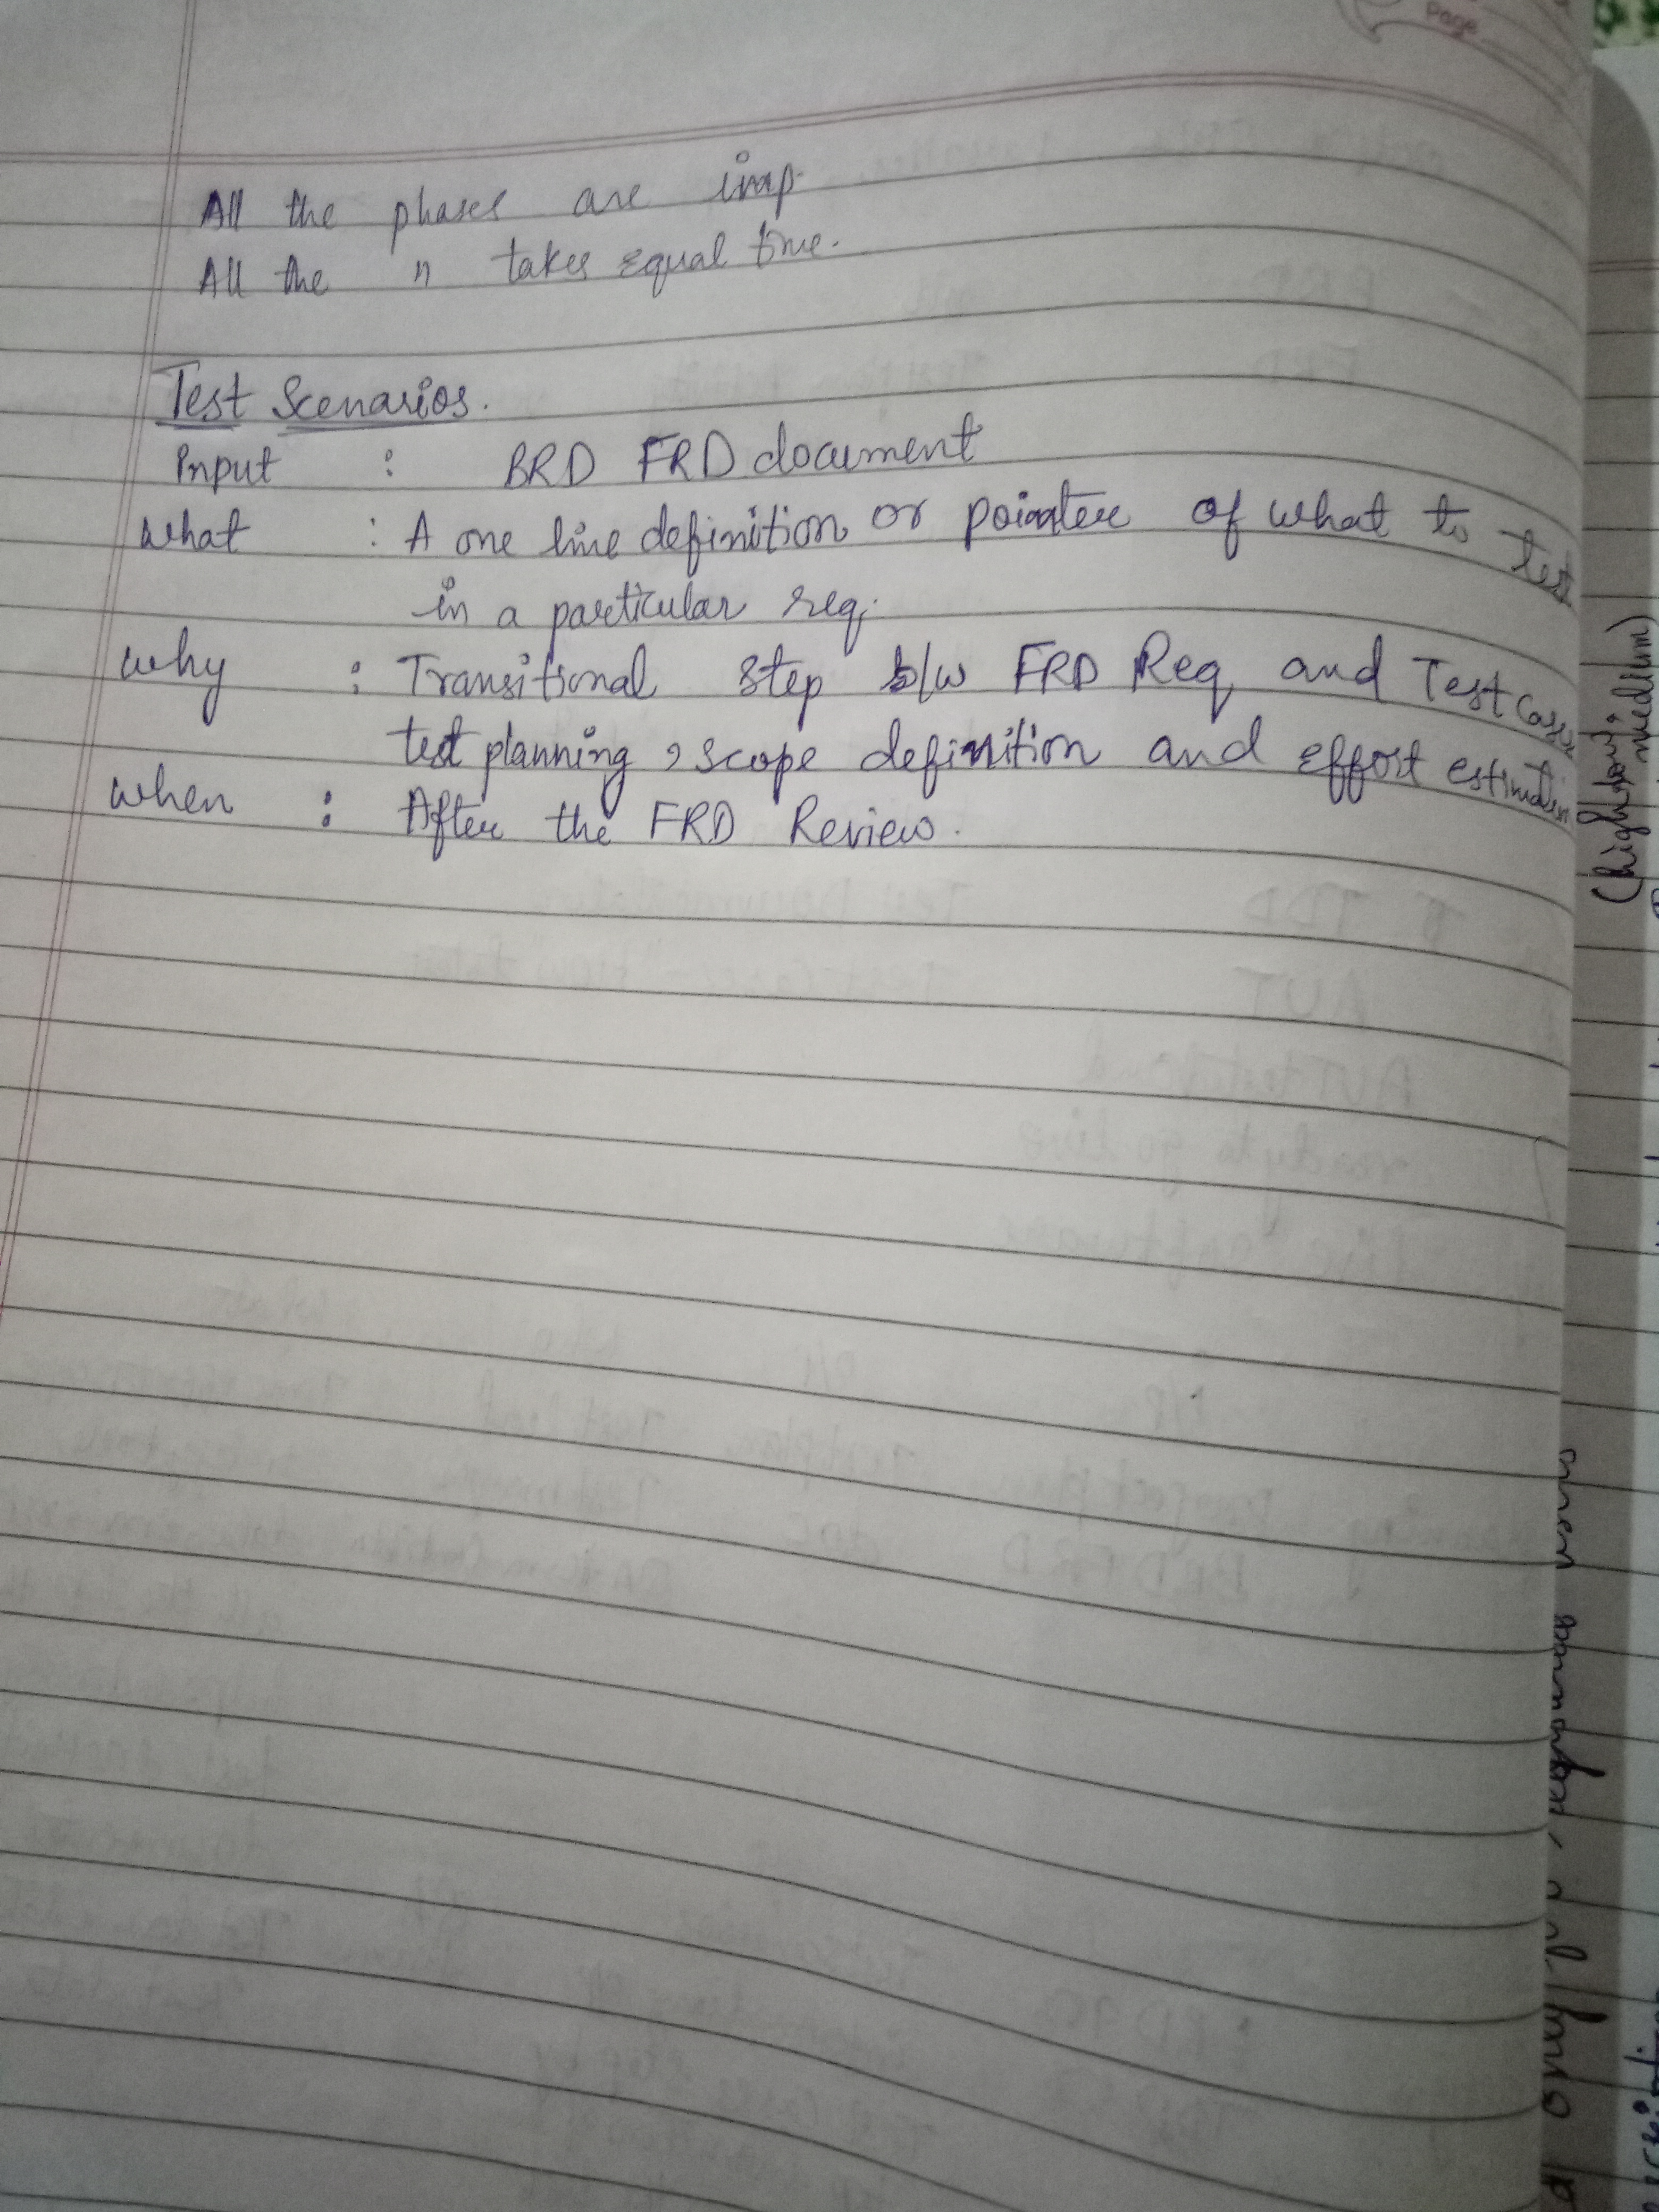 Page
All the phases are imp.
All the " takes equal time.
Test Scenarios.
Input : BRD FRD document
what : A one line definition or pointer of what to test
in a particular req.
why : Transitional step b/w FRD Req and Test Cases
test planning, scope definition and effort estimation
when : After the FRD Review.
(high, low, medium)